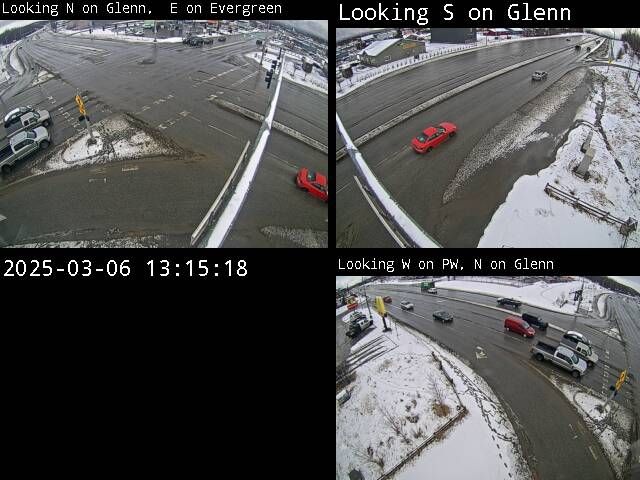 Looking N on Glenn,  E on Evergreen
Looking S on Glenn
2025-03-06 13:15:18
Looking W on PW, N on Glenn